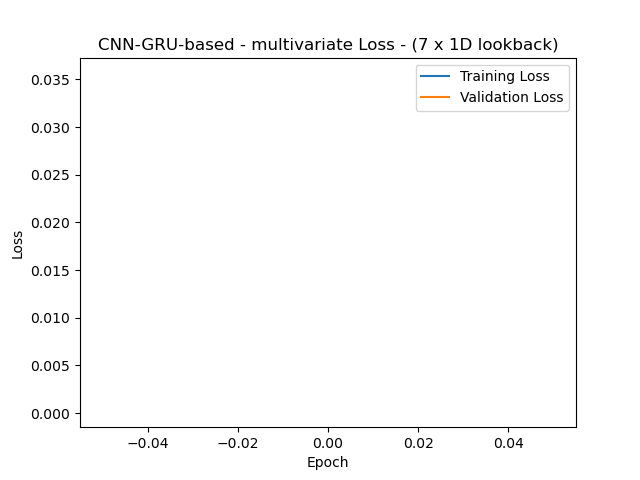 CNN-GRU-based - multivariate Loss - (7 x 1D lookback)
Training Loss
Validation Loss
0.035
0.030
0.025
0.020
0.015
0.010
0.005
0.000
Loss
−0.04 −0.02 0.00 0.02 0.04
Epoch